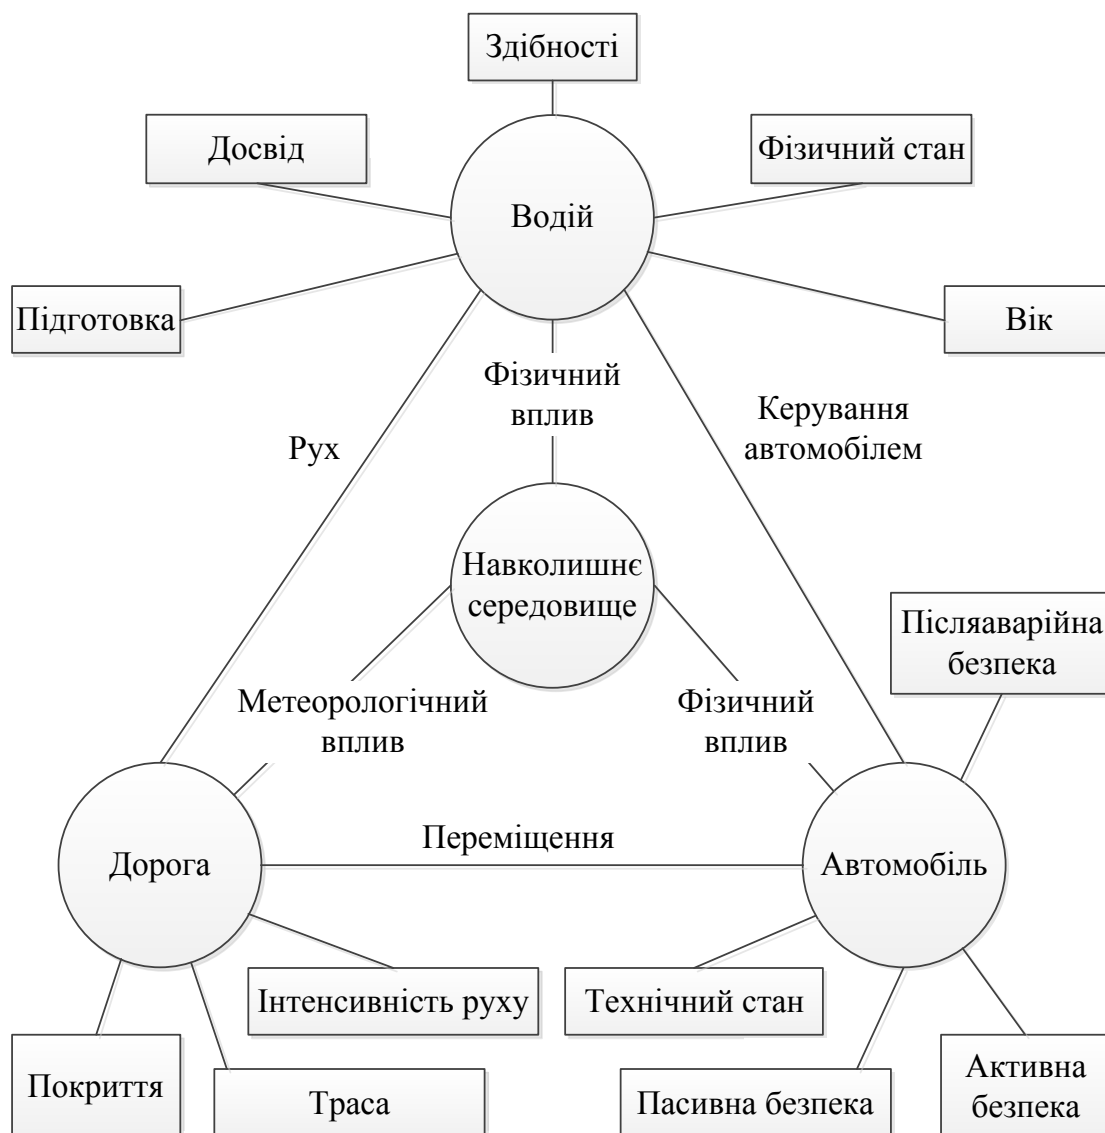 Здібності
Досвід
Фізичний стан
Водій
Підготовка
Вік
Фізичний
вплив
Керування
автомобілем
Рух
Навколишнє
середовище
Післяаварійна
безпека
Метеорологічний
вплив
Фізичний
вплив
Переміщення
Дорога
Автомобіль
Інтенсивність руху
Технічний стан
Покриття
Траса
Пасивна безпека
Активна
безпека